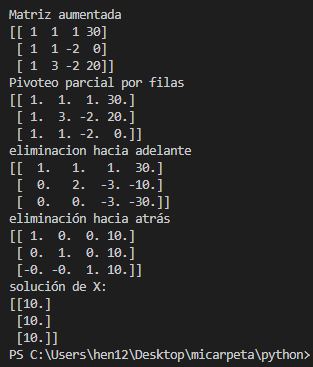 Matriz aumentada
[[ 1  1  1 30]
 [ 1  1 -2  0]
 [ 1  3 -2 20]]
Pivoteo parcial por filas
[[ 1.  1.  1. 30.]
 [ 1.  3. -2. 20.]
 [ 1.  1. -2.  0.]]
eliminacion hacia adelante
[[  1.   1.   1.  30.]
 [  0.   2.  -3. -10.]
 [  0.   0.  -3. -30.]]
eliminación hacia atrás
[[ 1.  0.  0. 10.]
 [ 0.  1.  0. 10.]
 [-0. -0.  1. 10.]]
solución de X:
[[10.]
 [10.]
 [10.]]
PS C:\Users\hen12\Desktop\micarpeta\python>